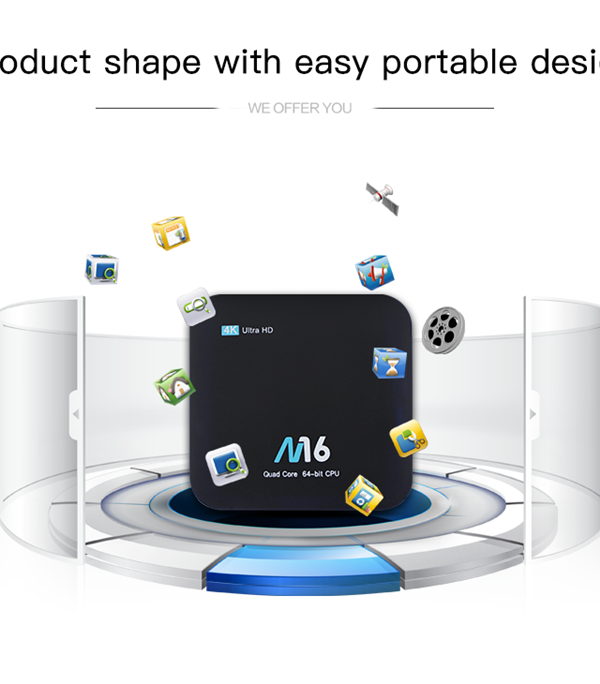 oduct shape with easy portable desi
WE OFFER YOU
4K Ultra HD
M16
Quad Core 64-bit CPU